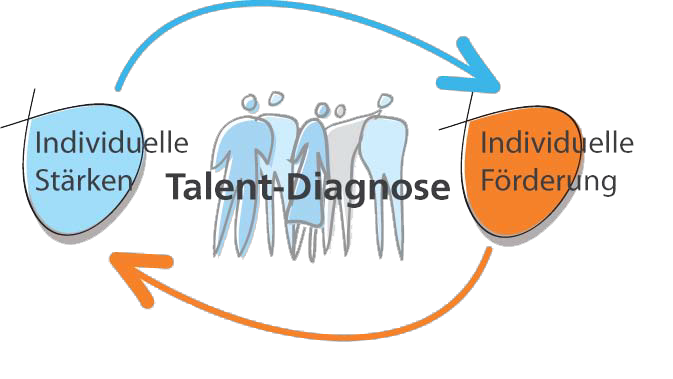 Individuelle
Stärken
Talent-Diagnose
Individuelle
Förderung